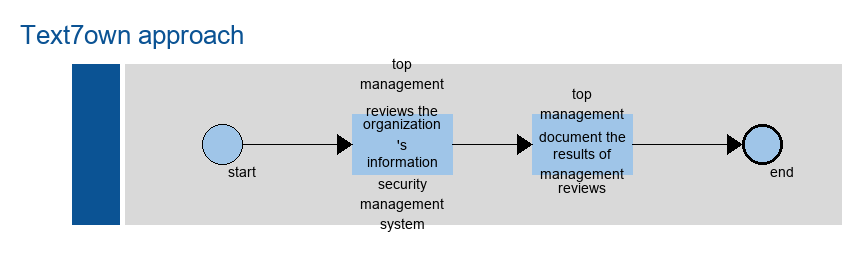 Text7own approach
top
management
reviews the
organization
's
information
security
management
system
top
management
document the
results of
management
reviews
start
end